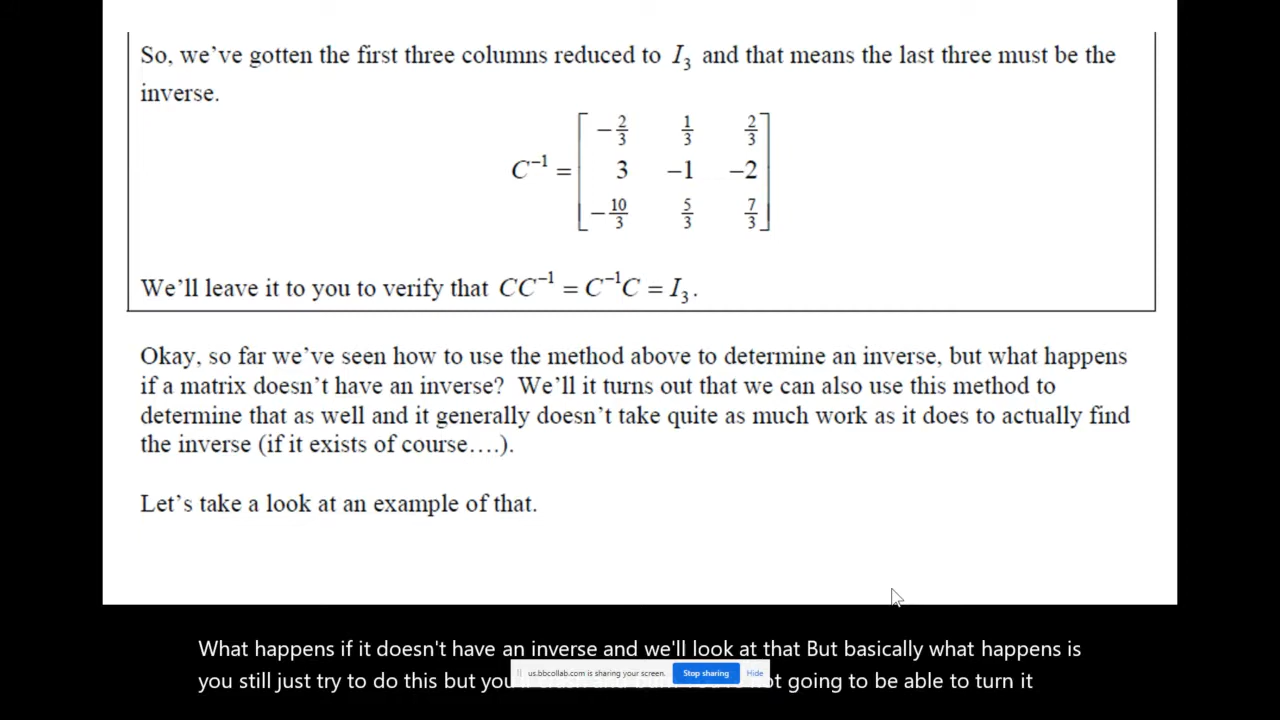 So, we've gotten the first three columns reduced to I₃ and that means the last three must be the
inverse.
C⁻¹ = [ −2/3 1/3 2/3
3 −1 −2
−10/3 5/3 7/3 ]
We'll leave it to you to verify that CC⁻¹ = C⁻¹C = I₃.
Okay, so far we've seen how to use the method above to determine an inverse, but what happens
if a matrix doesn't have an inverse? We'll it turns out that we can also use this method to
determine that as well and it generally doesn't take quite as much work as it does to actually find
the inverse (if it exists of course….).
Let's take a look at an example of that.
What happens if it doesn't have an inverse and we'll look at that But basically what happens is
you still just try to do this but going to be able to turn it
us.bbcollab.com is sharing your screen. Stop sharing Hide